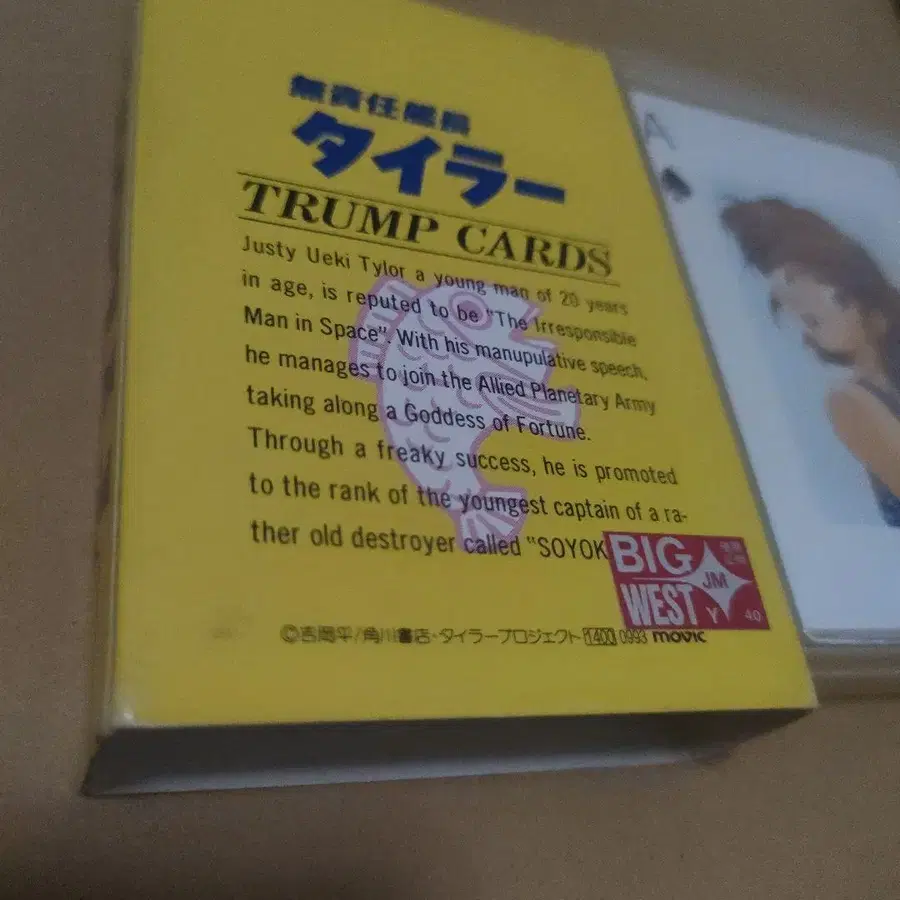 無責任艦長
タイラー
TRUMP CARDS
Justy Ueki Tylor a young man of 20 years
in age, is reputed to be "The Irresponsible
Man in Space". With his manupulative speech,
he manages to join the Allied Planetary Army
taking along a Goddess of Fortune.
Through a freaky success, he is promoted
to the rank of the youngest captain of a ra-
ther old destroyer called "SOYOK
BIG
WEST
JM
Y
40
©吉岡平/角川書店・タイラープロジェクト 1400 0993 movic
A